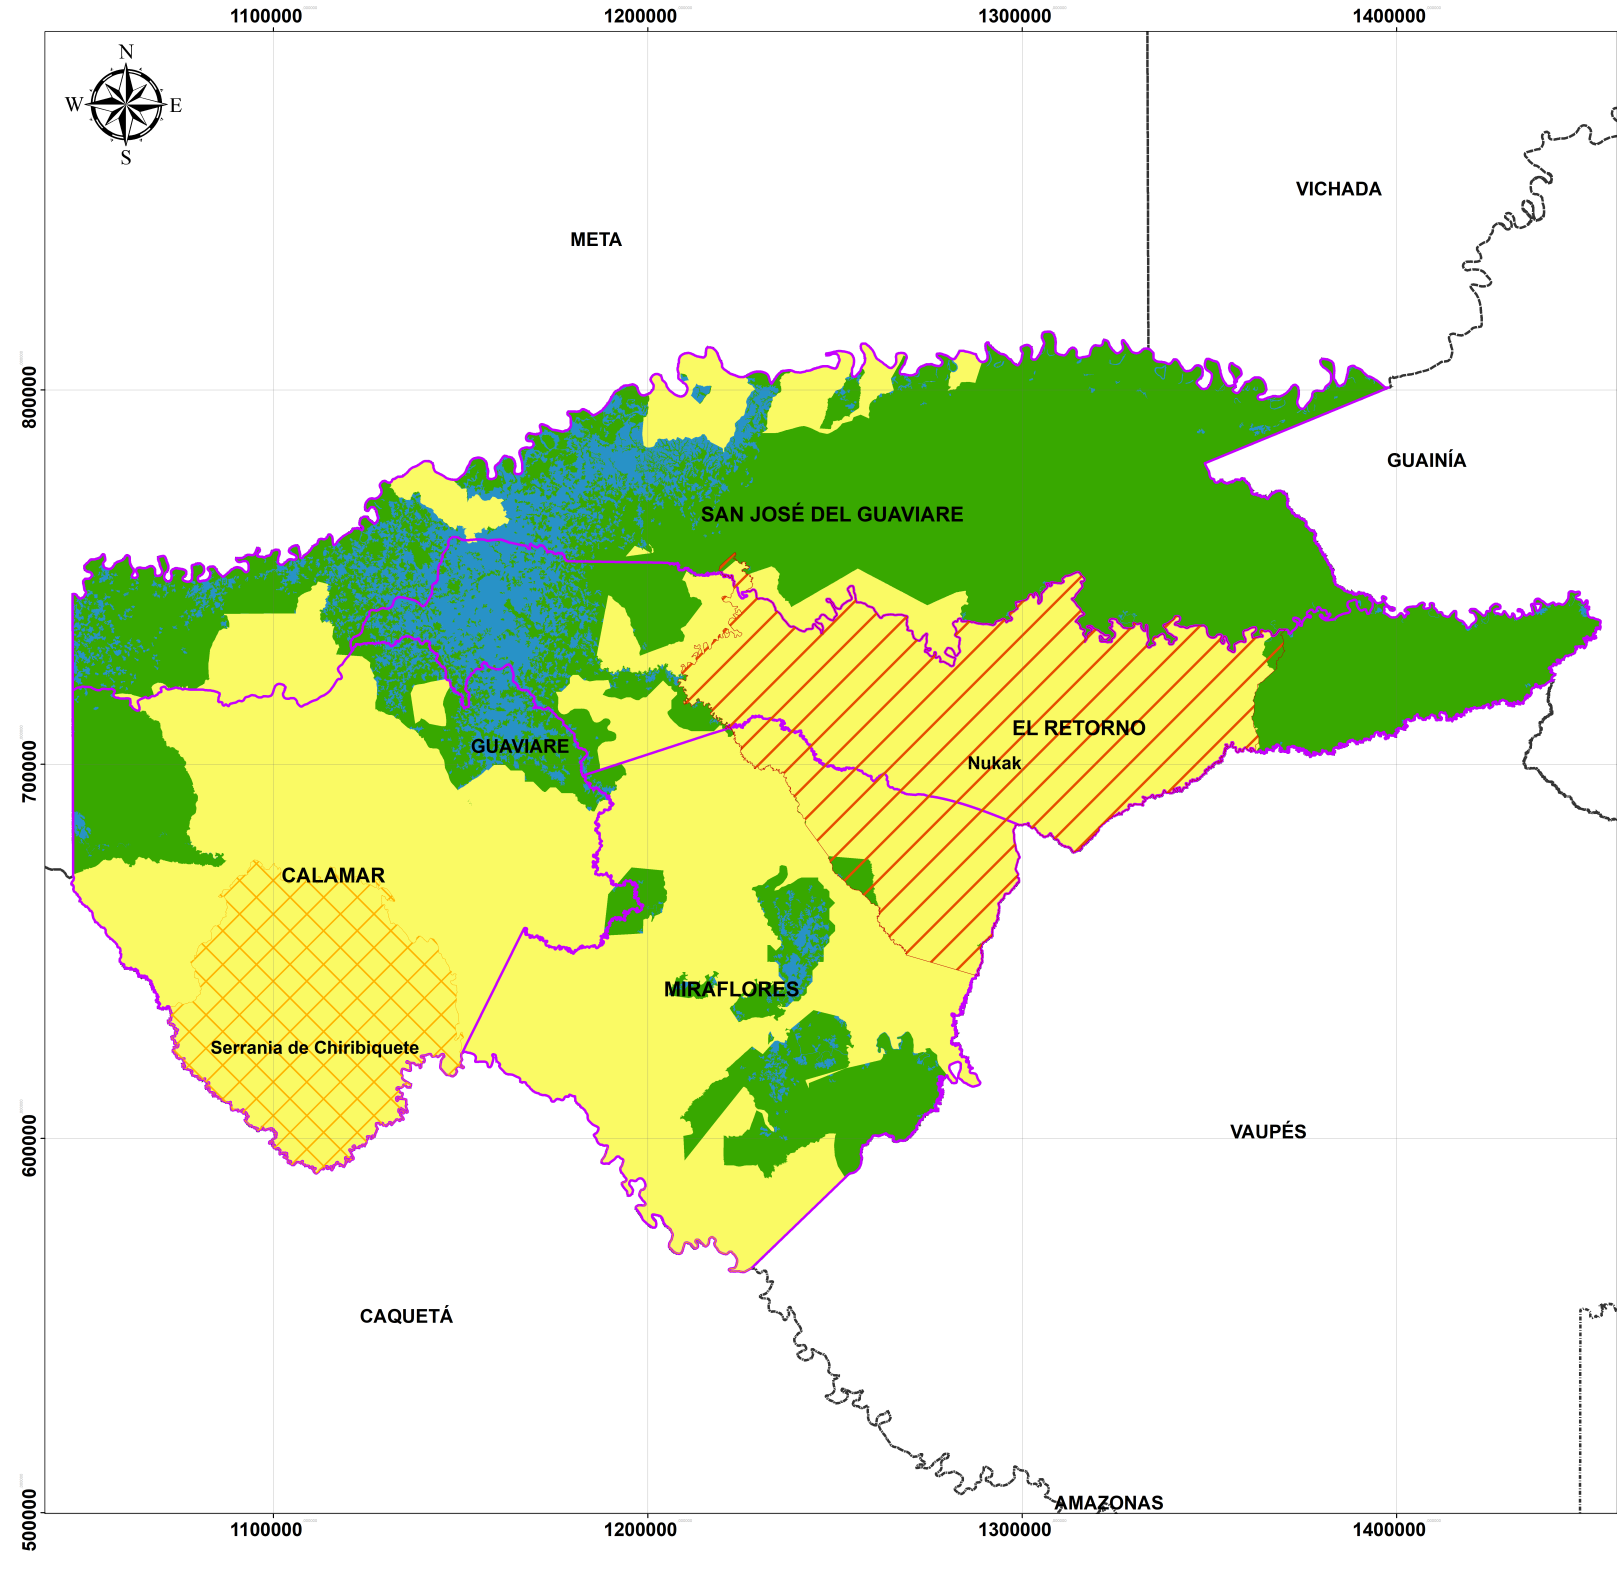 1100000 1200000 1300000 1400000
N
W E
S
VICHADA
META
800000
GUAINÍA
SAN JOSÉ DEL GUAVIARE
EL RETORNO
GUAVIARE
Nukak
700000
CALAMAR
MIRAFLORES
Serrania de Chiribiquete
VAUPÉS
600000
CAQUETÁ
AMAZONAS
500000
1100000 1200000 1300000 1400000